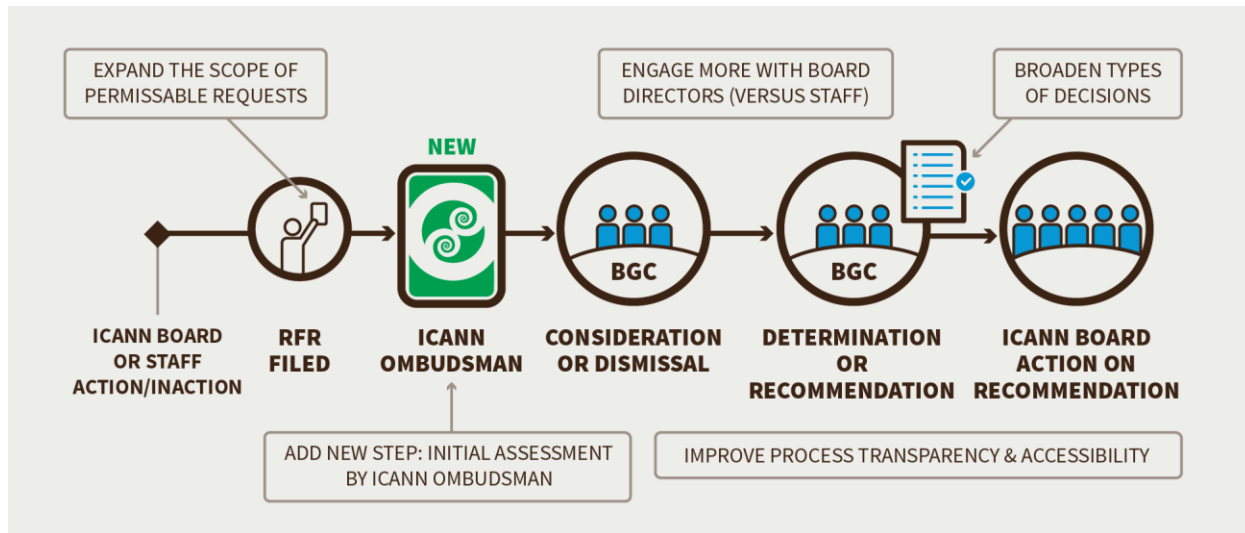 EXPAND THE SCOPE OF
PERMISSABLE REQUESTS
ENGAGE MORE WITH BOARD
DIRECTORS (VERSUS STAFF)
BROADEN TYPES
OF DECISIONS
NEW
BGC
BGC
ICANN BOARD
OR STAFF
ACTION/INACTION
RFR
FILED
ICANN
OMBUDSMAN
CONSIDERATION
OR DISMISSAL
DETERMINATION
OR
RECOMMENDATION
ICANN BOARD
ACTION ON
RECOMMENDATION
ADD NEW STEP: INITIAL ASSESSMENT
BY ICANN OMBUDSMAN
IMPROVE PROCESS TRANSPARENCY & ACCESSIBILITY